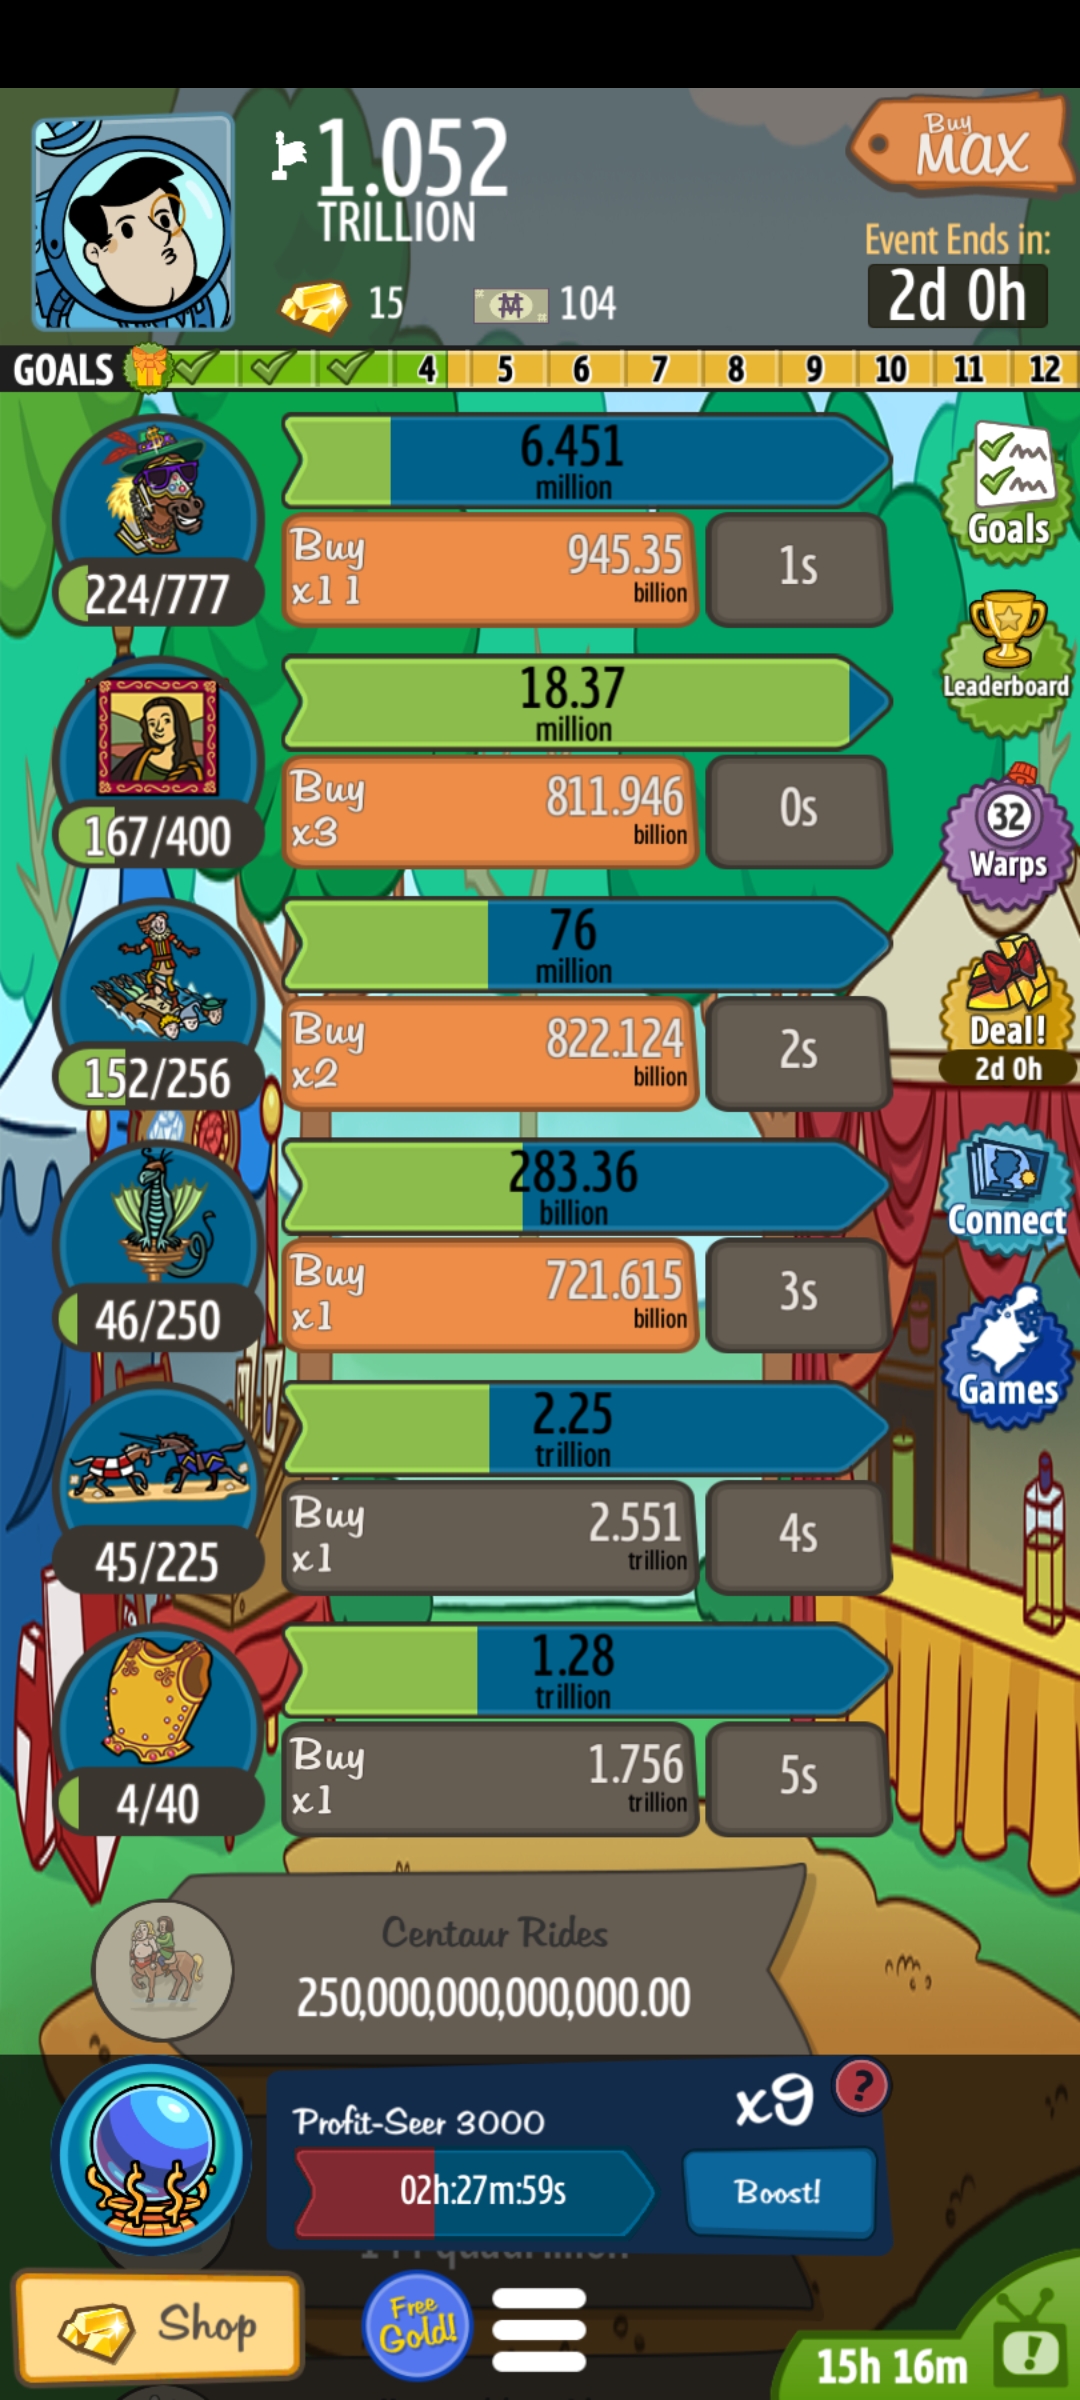 1.052
TRILLION
Buy
MAX
Event Ends in:
2d 0h
15
104
GOALS
4
5
6
7
8
9
10
11
12
6.451
million
224/777
Buy
x11
945.35
billion
1s
Goals
18.37
million
167/400
Buy
x3
811.946
billion
0s
Leaderboard
76
million
152/256
Buy
x2
822.124
billion
2s
32
Warps
Deal!
2d 0h
283.36
billion
46/250
Buy
x1
721.615
billion
3s
Connect
Games
2.25
trillion
45/225
Buy
x1
2.551
trillion
4s
1.28
trillion
4/40
Buy
x1
1.756
trillion
5s
Centaur Rides
250,000,000,000,000.00
Profit-Seer 3000
x9
?
02h:27m:59s
Boost!
Shop
Free
Gold!
15h 16m
!